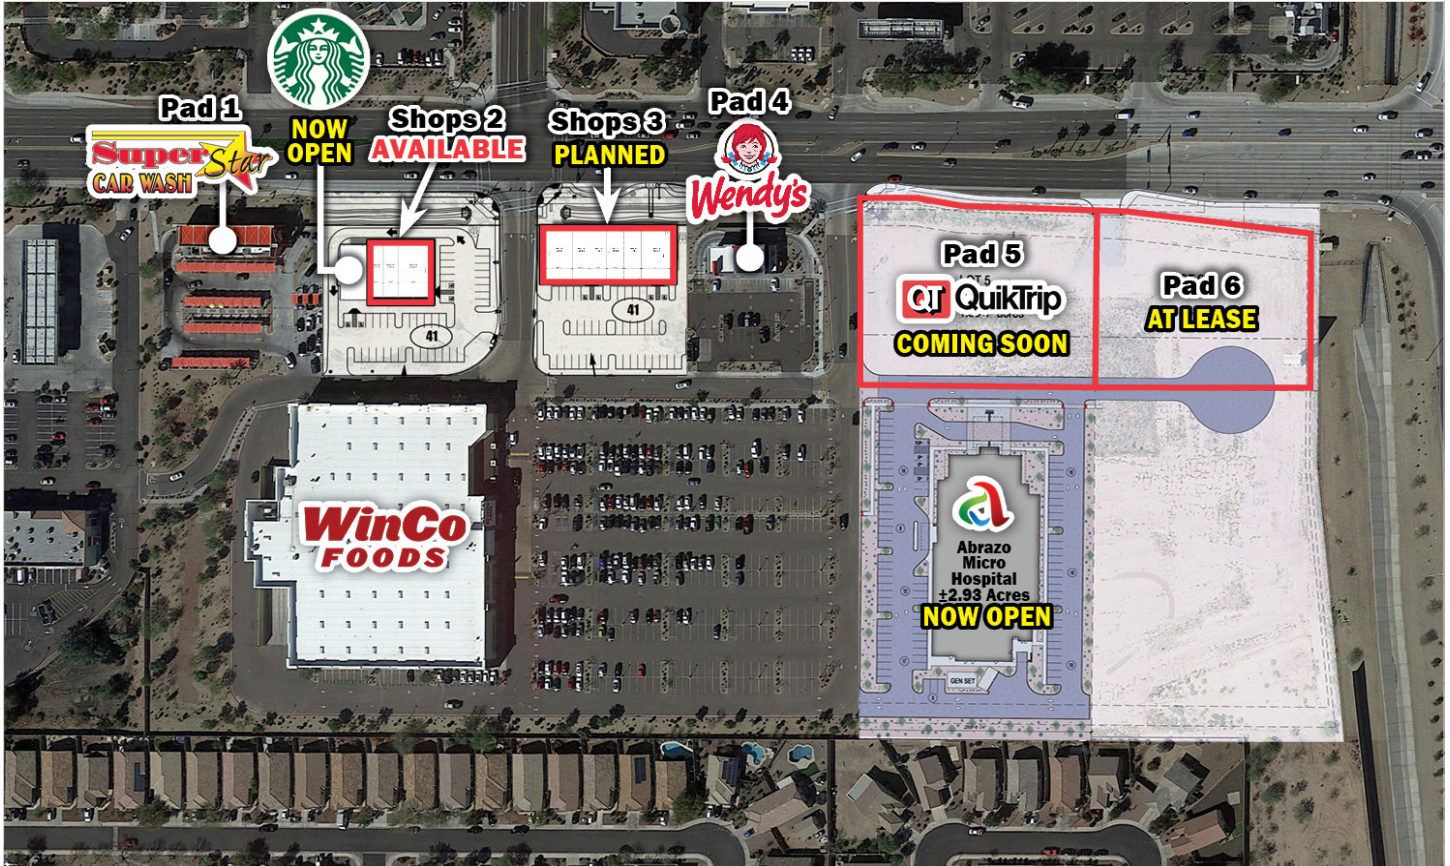 Pad 1
Super Star
CAR WASH
NOW
OPEN
Shops 2
AVAILABLE
Shops 3
PLANNED
Pad 4
Wendy's
41
41
Pad 5
LOT 5
QT QuikTrip
COMING SOON
Pad 6
AT LEASE
WinCo
FOODS
a
Abrazo
Micro
Hospital
±2.93 Acres
NOW OPEN
GEN SET